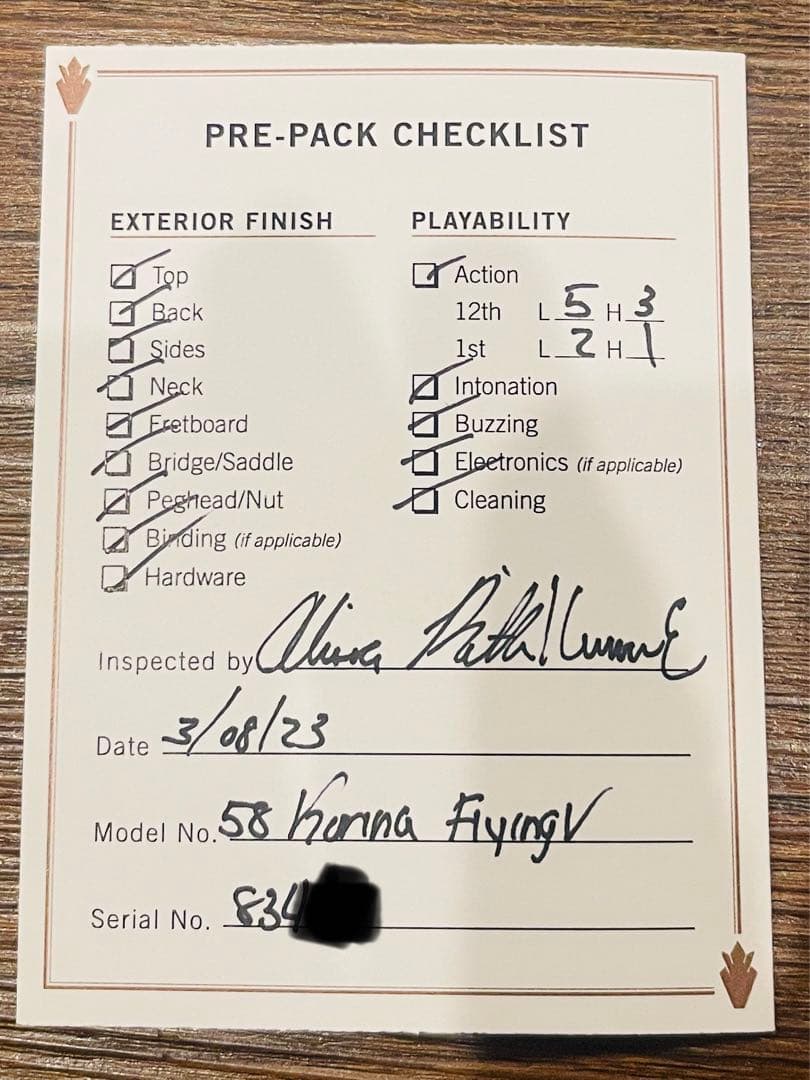 PRE-PACK CHECKLIST
EXTERIOR FINISH
Top
Back
Sides
Neck
Fretboard
Bridge/Saddle
Peghead/Nut
Binding (if applicable)
Hardware
PLAYABILITY
Action
12th L 5 H 3
1st L 2 H 1
Intonation
Buzzing
Electronics (if applicable)
Cleaning
Inspected by
Date 3/08/23
Model No. 58 Korina Flying V
Serial No. 834